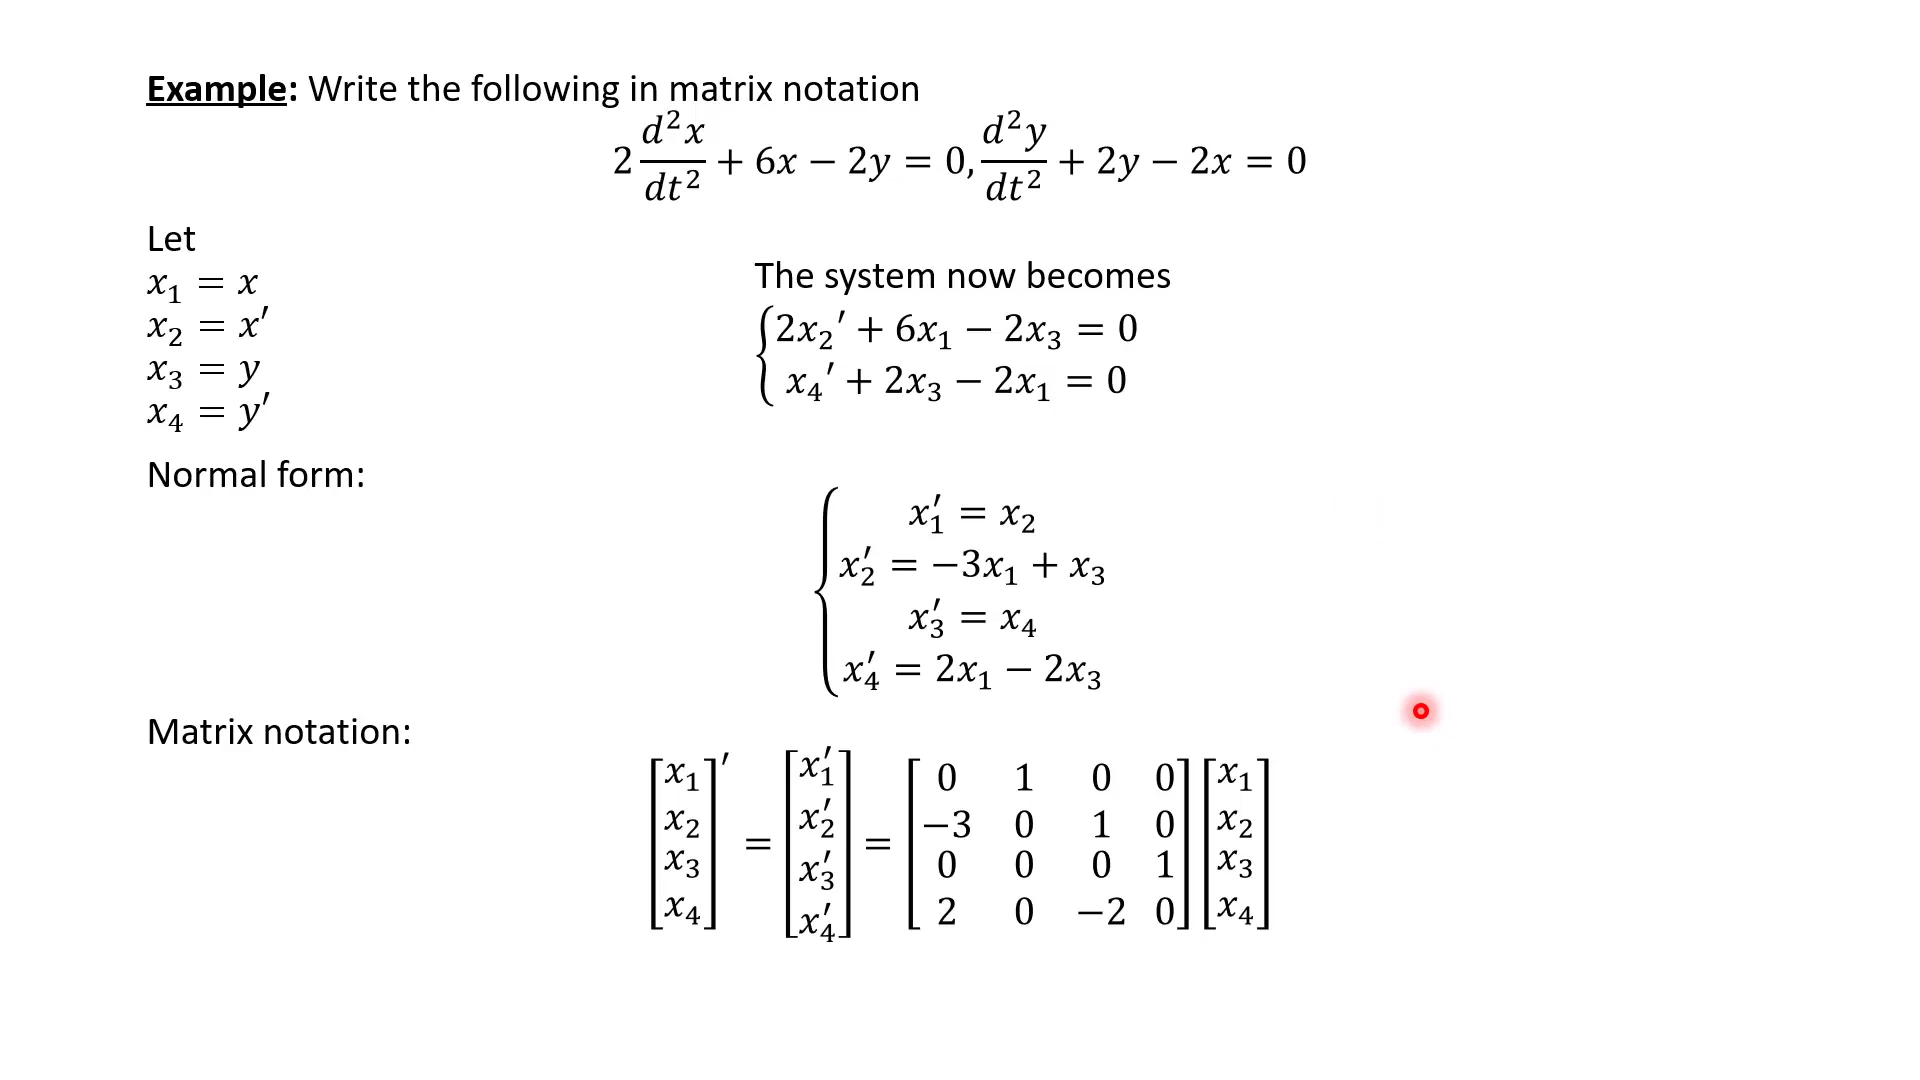 Example: Write the following in matrix notation
2 d²x/dt² + 6x − 2y = 0, d²y/dt² + 2y − 2x = 0
Let
x₁ = x
x₂ = x′
x₃ = y
x₄ = y′
The system now becomes
{2x₂′ + 6x₁ − 2x₃ = 0
x₄′ + 2x₃ − 2x₁ = 0
Normal form:
{x₁′ = x₂
x₂′ = −3x₁ + x₃
x₃′ = x₄
x₄′ = 2x₁ − 2x₃
Matrix notation:
[x₁ x₂ x₃ x₄]′ = [x₁′ x₂′ x₃′ x₄′] = [0 1 0 0; −3 0 1 0; 0 0 0 1; 2 0 −2 0] [x₁ x₂ x₃ x₄]